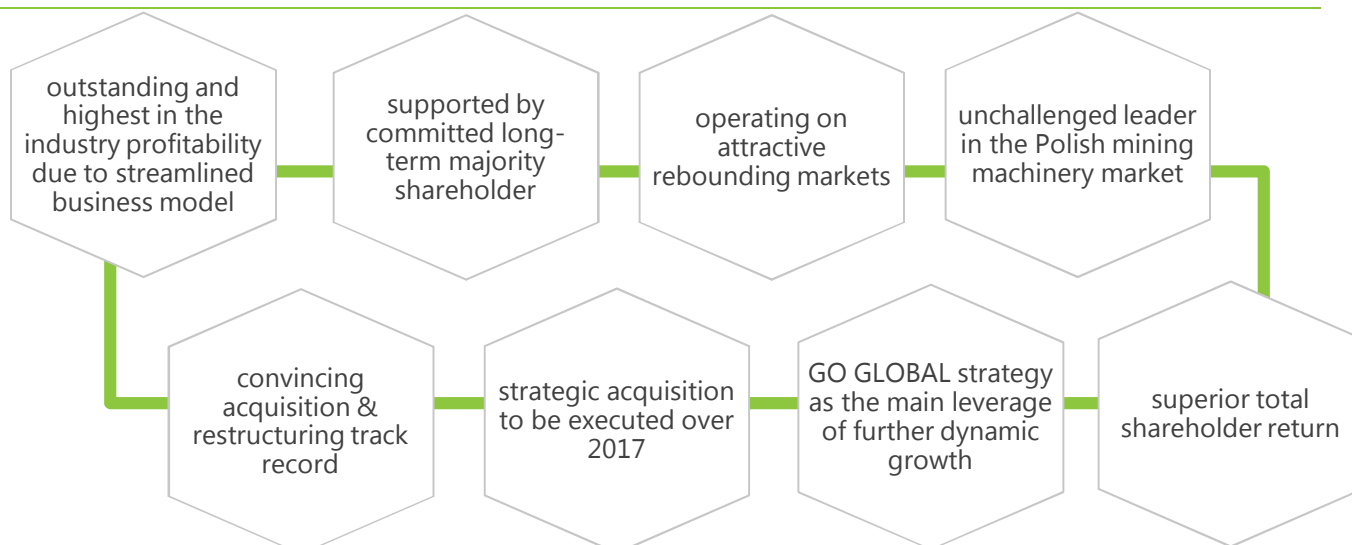 outstanding and
highest in the
industry profitability
due to streamlined
business model
supported by
committed long-
term majority
shareholder
operating on
attractive
rebounding markets
unchallenged leader
in the Polish mining
machinery market
convincing
acquisition &
restructuring track
record
strategic acquisition
to be executed over
2017
GO GLOBAL strategy
as the main leverage
of further dynamic
growth
superior total
shareholder return